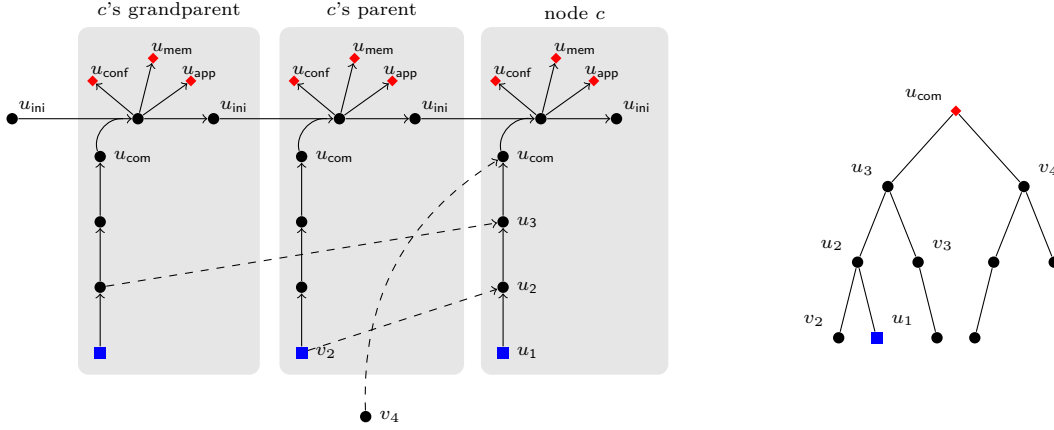 c's grandparent
c's parent
node c
u_mem
u_mem
u_mem
u_conf
u_app
u_conf
u_app
u_conf
u_app
u_ini
u_ini
u_ini
u_ini
u_com
u_com
u_com
u_3
u_2
v_2
u_1
v_4
u_com
u_3
v_4
u_2
v_3
v_2
u_1